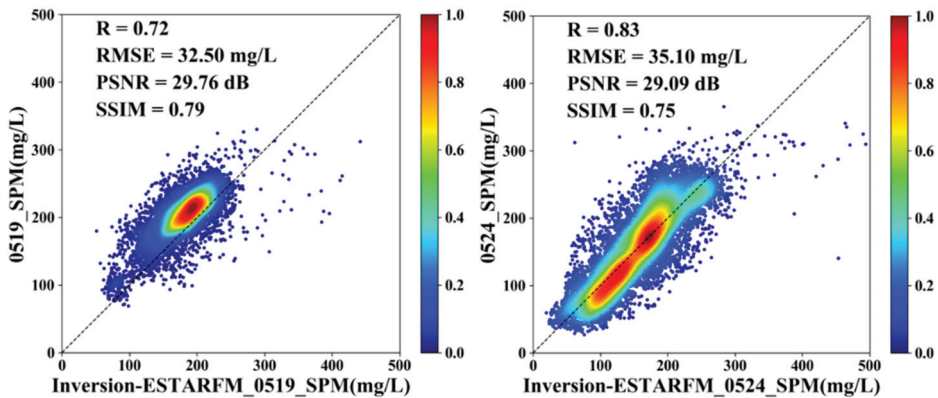 500
400
300
200
100
0
0519_SPM(mg/L)
R = 0.72
RMSE = 32.50 mg/L
PSNR = 29.76 dB
SSIM = 0.79
0 100 200 300 400 500
Inversion-ESTARFM_0519_SPM(mg/L)
1.0
0.8
0.6
0.4
0.2
0.0
500
400
300
200
100
0
0524_SPM(mg/L)
R = 0.83
RMSE = 35.10 mg/L
PSNR = 29.09 dB
SSIM = 0.75
0 100 200 300 400 500
Inversion-ESTARFM_0524_SPM(mg/L)
1.0
0.8
0.6
0.4
0.2
0.0